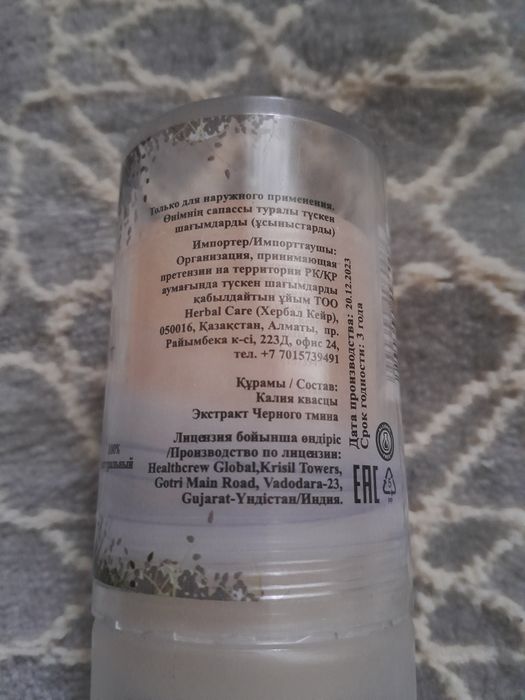 Только для наружного применения.
Өнімнің сапассы туралы түскен
шағымдарды (ұсыныстарды)
Импортер/Импорттаушы:
Организация, принимающая
претензии на территории РК/ҚР
аумағында түскен шағымдарды
қабылдайтын ұйым ТОО
Herbal Care (Хербал Кейр),
050016, Қазақстан, Алматы, пр.
Райымбека к-сі, 223Д, офис 24,
тел. +7 7015739491
Құрамы / Состав:
Калия квасцы
Экстракт Черного тмина
Лицензия бойынша өндіріс
/Производство по лицензии:
Healthcrew Global,Krisil Towers,
Gotri Main Road, Vadodara-23,
Gujarat-Үндістан/Индия.
Дата производства: 20.12.2023
Срок годности: 3 года
EAC
100%